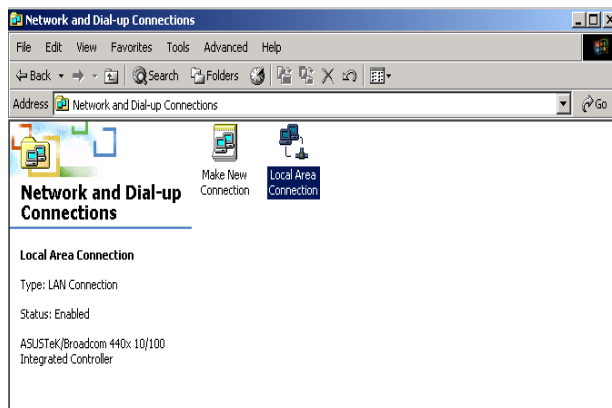 Network and Dial-up Connections
File Edit View Favorites Tools Advanced Help
Back Search Folders
Address Network and Dial-up Connections Go
Make New
Connection
Local Area
Connection
Network and Dial-up
Connections
Local Area Connection
Type: LAN Connection
Status: Enabled
ASUSTeK/Broadcom 440x 10/100
Integrated Controller